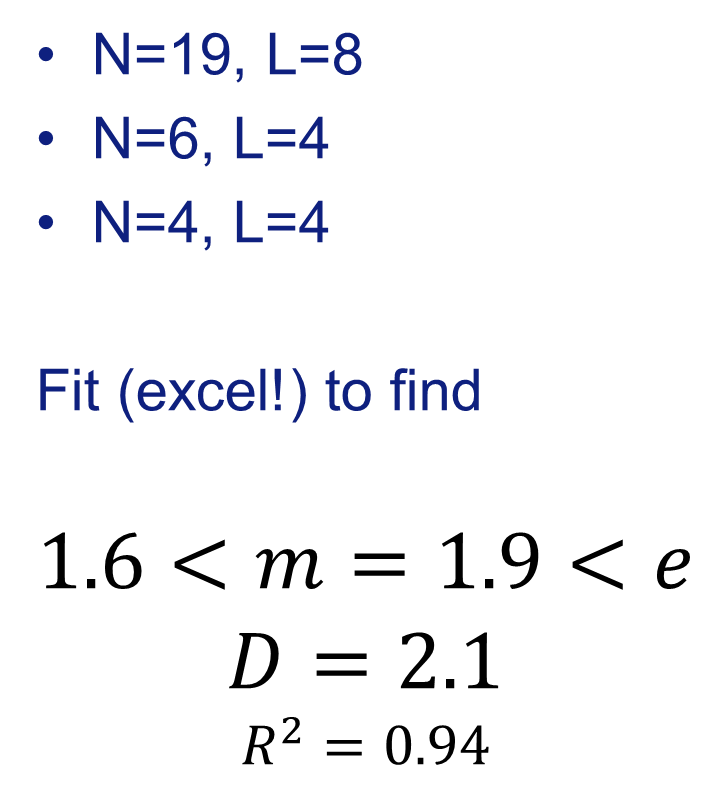 • N=19, L=8
• N=6, L=4
• N=4, L=4
Fit (excel!) to find
1.6 < m = 1.9 < e
D = 2.1
R² = 0.94